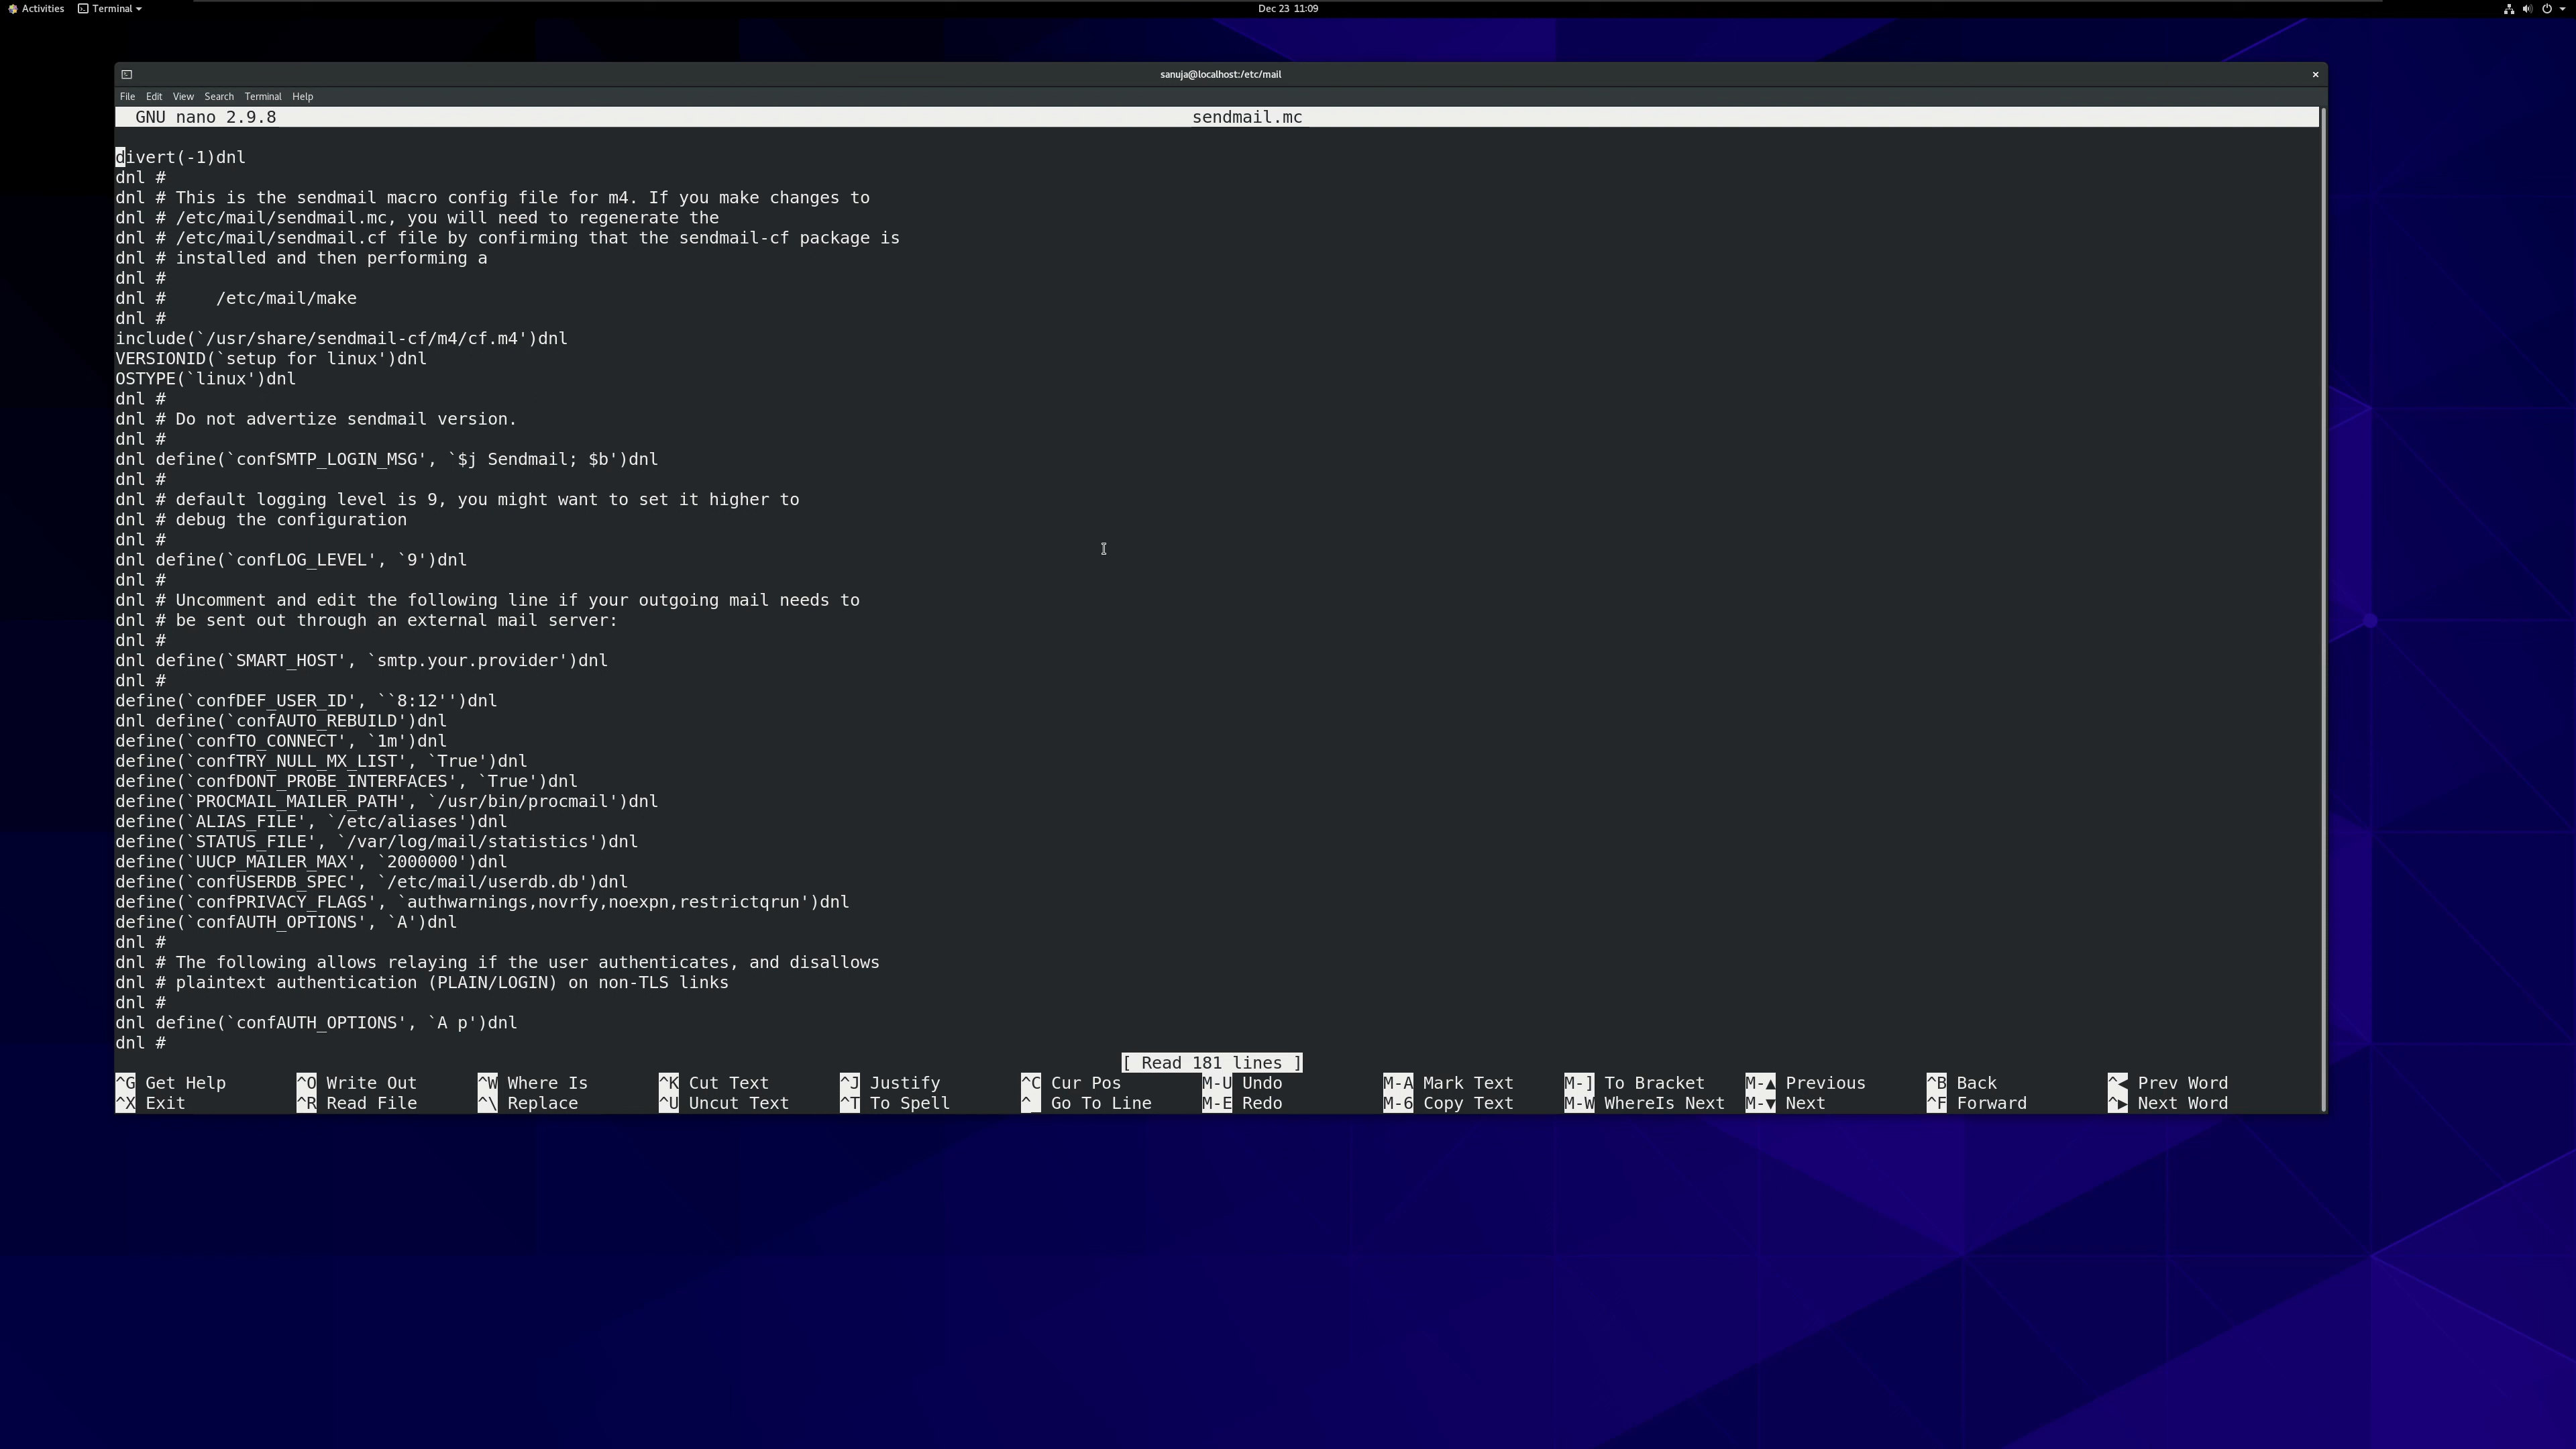 Activities Terminal Dec 23 11:09
sanuja@localhost:/etc/mail
File Edit View Search Terminal Help
GNU nano 2.9.8 sendmail.mc
divert(-1)dnl
dnl #
dnl # This is the sendmail macro config file for m4. If you make changes to
dnl # /etc/mail/sendmail.mc, you will need to regenerate the
dnl # /etc/mail/sendmail.cf file by confirming that the sendmail-cf package is
dnl # installed and then performing a
dnl #
dnl #     /etc/mail/make
dnl #
include(`/usr/share/sendmail-cf/m4/cf.m4')dnl
VERSIONID(`setup for linux')dnl
OSTYPE(`linux')dnl
dnl #
dnl # Do not advertize sendmail version.
dnl #
dnl define(`confSMTP_LOGIN_MSG', `$j Sendmail; $b')dnl
dnl #
dnl # default logging level is 9, you might want to set it higher to
dnl # debug the configuration
dnl #
dnl define(`confLOG_LEVEL', `9')dnl
dnl #
dnl # Uncomment and edit the following line if your outgoing mail needs to
dnl # be sent out through an external mail server:
dnl #
dnl define(`SMART_HOST', `smtp.your.provider')dnl
dnl #
define(`confDEF_USER_ID', ``8:12'')dnl
dnl define(`confAUTO_REBUILD')dnl
define(`confTO_CONNECT', `1m')dnl
define(`confTRY_NULL_MX_LIST', `True')dnl
define(`confDONT_PROBE_INTERFACES', `True')dnl
define(`PROCMAIL_MAILER_PATH', `/usr/bin/procmail')dnl
define(`ALIAS_FILE', `/etc/aliases')dnl
define(`STATUS_FILE', `/var/log/mail/statistics')dnl
define(`UUCP_MAILER_MAX', `2000000')dnl
define(`confUSERDB_SPEC', `/etc/mail/userdb.db')dnl
define(`confPRIVACY_FLAGS', `authwarnings,novrfy,noexpn,restrictqrun')dnl
define(`confAUTH_OPTIONS', `A')dnl
dnl #
dnl # The following allows relaying if the user authenticates, and disallows
dnl # plaintext authentication (PLAIN/LOGIN) on non-TLS links
dnl #
dnl define(`confAUTH_OPTIONS', `A p')dnl
dnl #
[ Read 181 lines ]
^G Get Help ^O Write Out ^W Where Is ^K Cut Text ^J Justify ^C Cur Pos M-U Undo M-A Mark Text M-] To Bracket M-▲ Previous ^B Back ^◀ Prev Word
^X Exit ^R Read File ^\ Replace ^U Uncut Text ^T To Spell ^_ Go To Line M-E Redo M-6 Copy Text M-W WhereIs Next M-▼ Next ^F Forward ^▶ Next Word